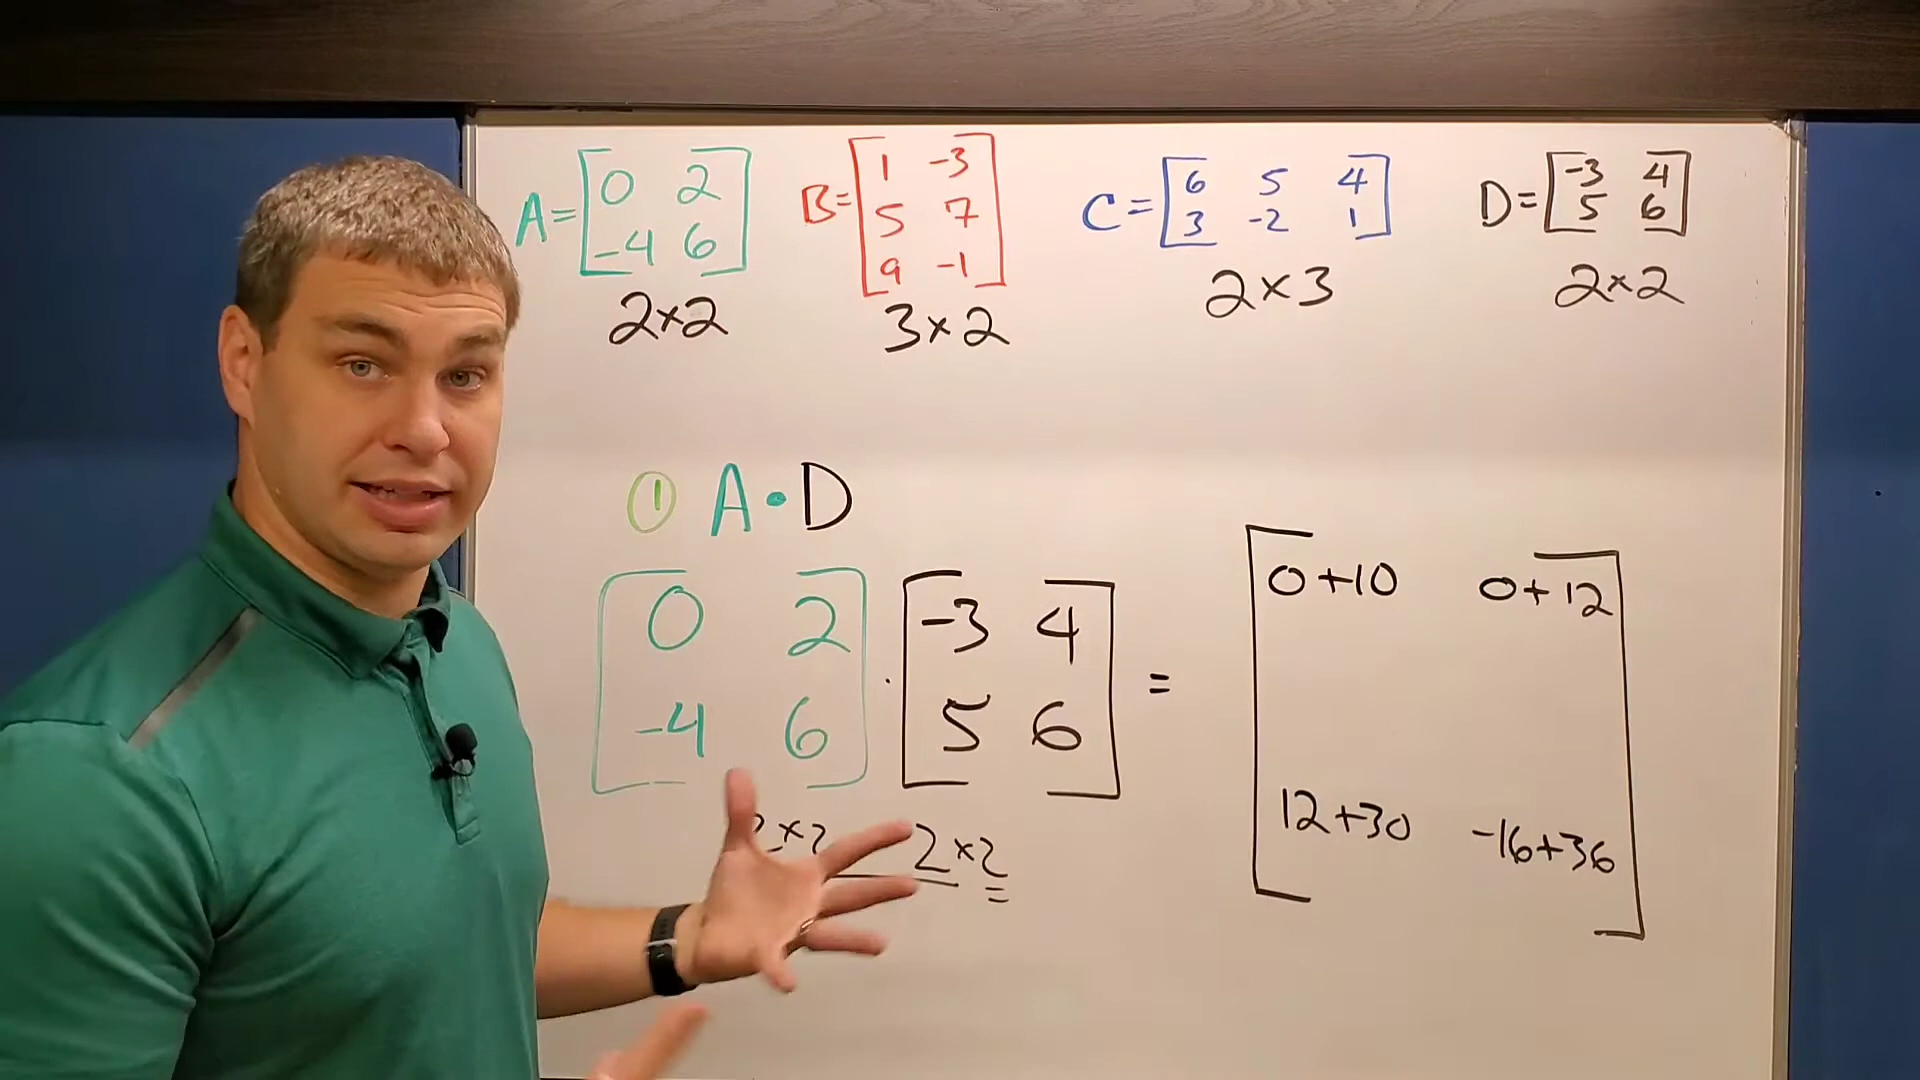 A = [0 2
-4 6]
2×2
B = [1 -3
5 7
9 -1]
3×2
C = [6 5 4
3 -2 1]
2×3
D = [-3 4
5 6]
2×2
① A · D
[0 2 · [-3 4 = [0+10 0+12
-4 6] 5 6] 12+30 -16+36]
2×2 2×2